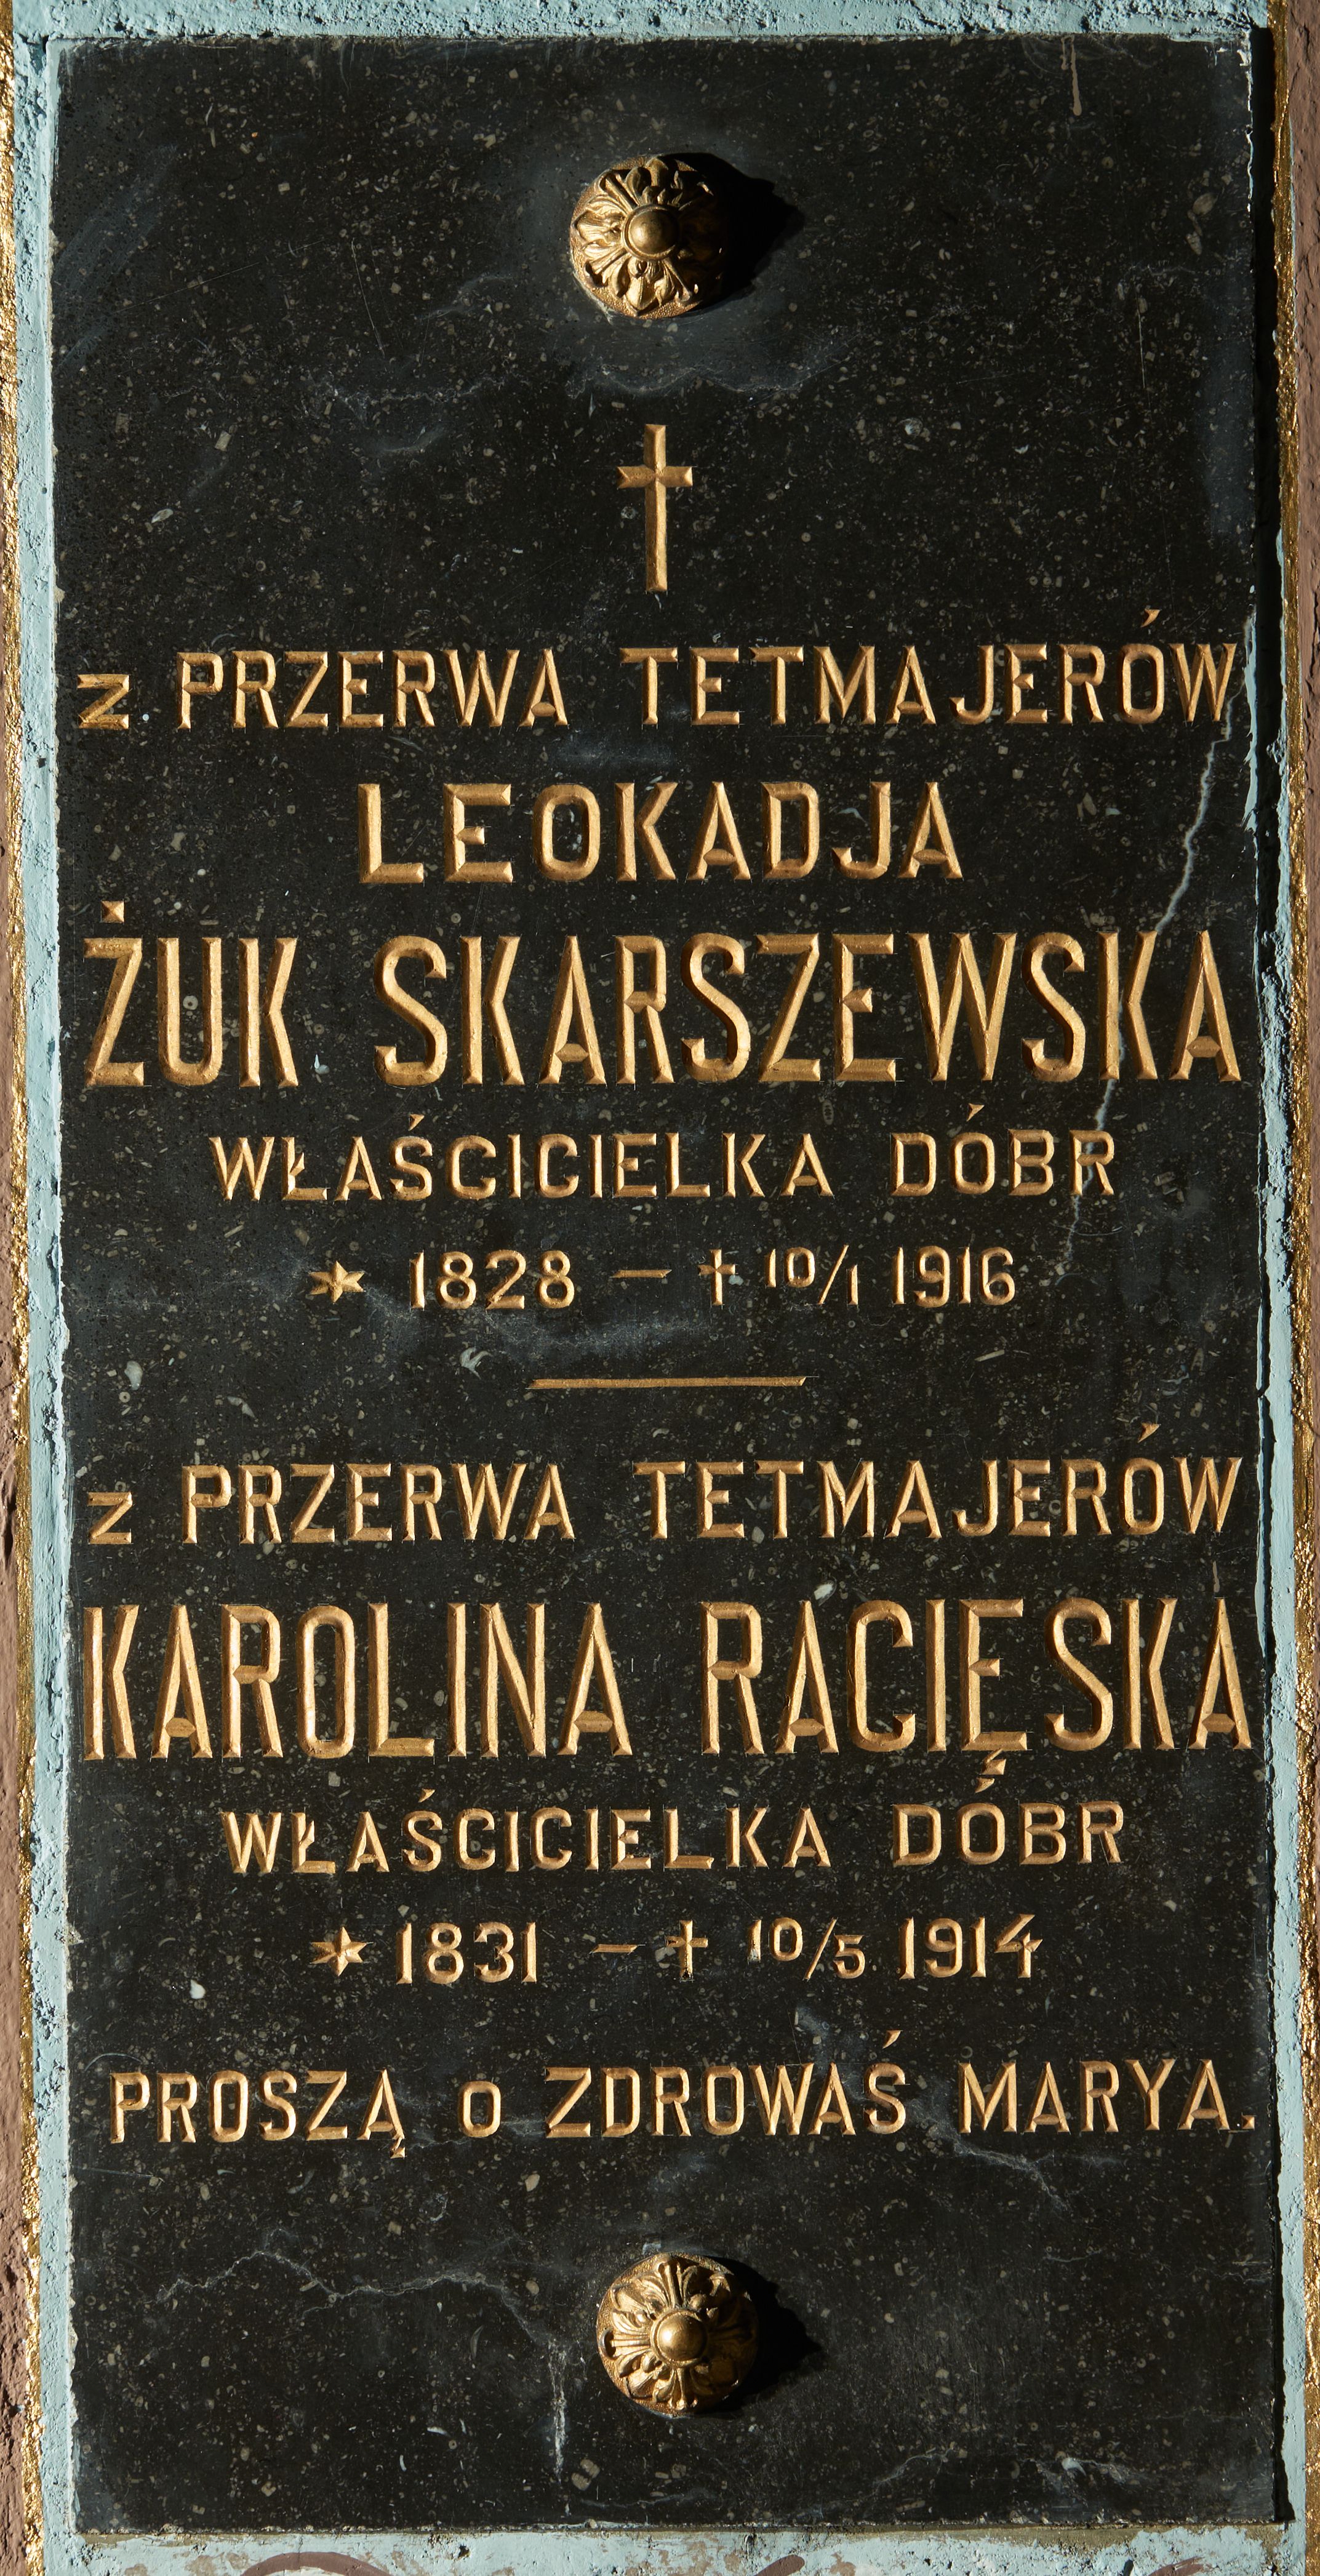 z PRZERWA TETMAJERÓW
LEOKADJA
ŻUK SKARSZEWSKA
WŁAŚCICIELKA DÓBR
* 1828 – † 10/1 1916
z PRZERWA TETMAJERÓW
KAROLINA RACIĘSKA
WŁAŚCICIELKA DÓBR
* 1831 – † 10/5 1914
PROSZĄ O ZDROWAŚ MARYA.